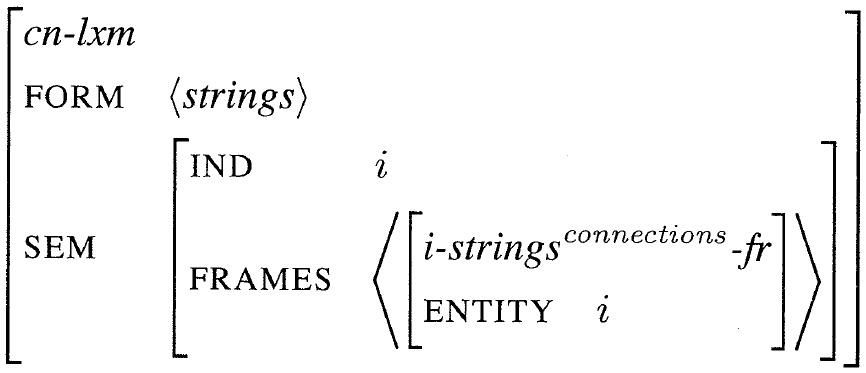 cn-lxm
FORM ⟨strings⟩
IND i
SEM
i-strings^connections-fr
FRAMES
ENTITY i